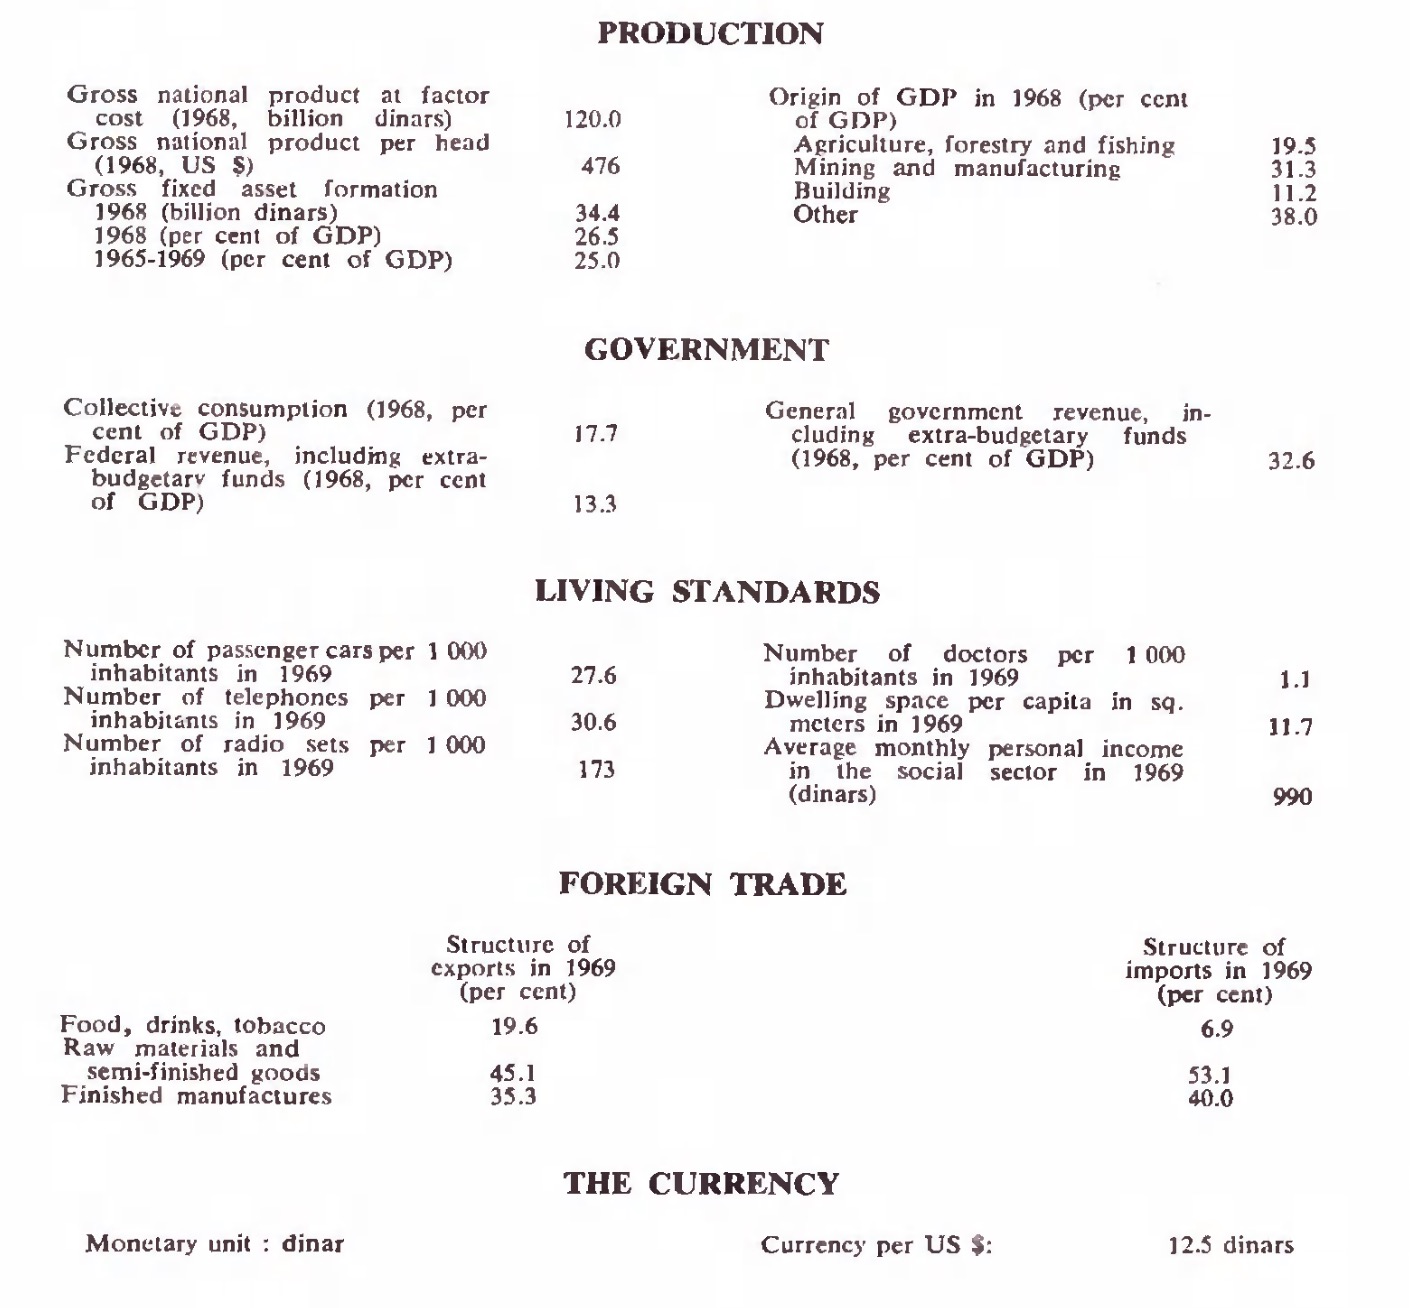 PRODUCTION
Gross national product at factor
cost (1968, billion dinars) 120.0
Gross national product per head
(1968, US $) 476
Gross fixed asset formation
1968 (billion dinars) 34.4
1968 (per cent of GDP) 26.5
1965-1969 (per cent of GDP) 25.0
Origin of GDP in 1968 (per cent
of GDP)
Agriculture, forestry and fishing 19.5
Mining and manufacturing 31.3
Building 11.2
Other 38.0
GOVERNMENT
Collective consumption (1968, per
cent of GDP) 17.7
Federal revenue, including extra-
budgetary funds (1968, per cent
of GDP) 13.3
General government revenue, in-
cluding extra-budgetary funds
(1968, per cent of GDP) 32.6
LIVING STANDARDS
Number of passenger cars per 1 000
inhabitants in 1969 27.6
Number of telephones per 1 000
inhabitants in 1969 30.6
Number of radio sets per 1 000
inhabitants in 1969 173
Number of doctors per 1 000
inhabitants in 1969 1.1
Dwelling space per capita in sq.
meters in 1969 11.7
Average monthly personal income
in the social sector in 1969
(dinars) 990
FOREIGN TRADE
Structure of
exports in 1969
(per cent)
Structure of
imports in 1969
(per cent)
Food, drinks, tobacco 19.6 6.9
Raw materials and
semi-finished goods 45.1 53.1
Finished manufactures 35.3 40.0
THE CURRENCY
Monetary unit : dinar
Currency per US $: 12.5 dinars